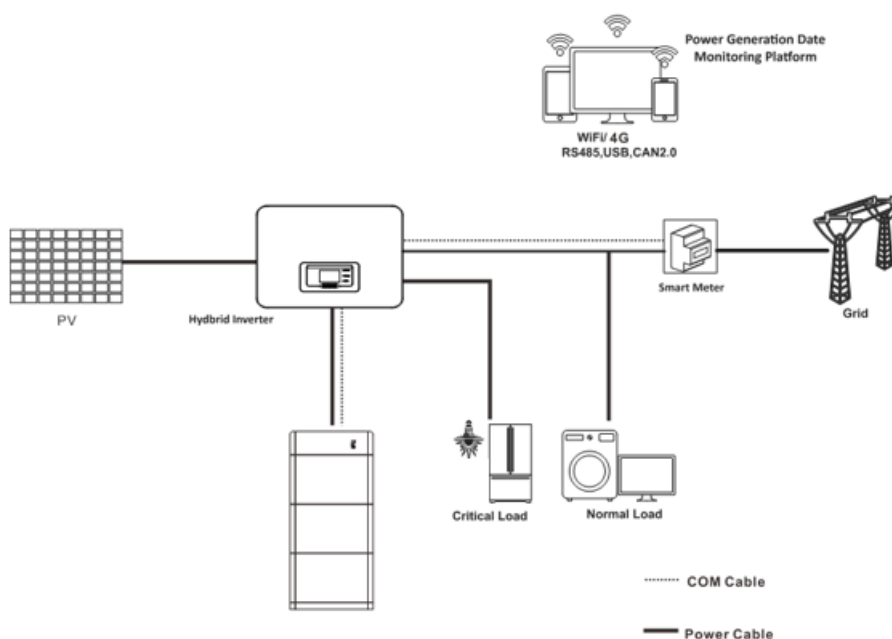 Power Generation Date
Monitoring Platform
WiFi/ 4G
RS485,USB,CAN2.0
PV
Hydbrid Inverter
Smart Meter
Grid
Critical Load
Normal Load
COM Cable
Power Cable